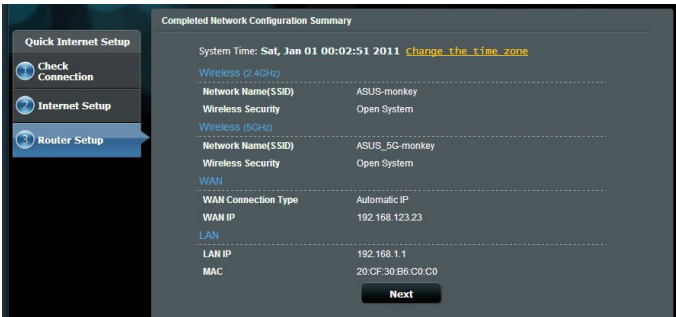 Completed Network Configuration Summary
Quick Internet Setup
1 Check Connection
2 Internet Setup
3 Router Setup
System Time: Sat, Jan 01 00:02:51 2011 Change the time zone
Wireless (2.4GHz)
Network Name(SSID) ASUS-monkey
Wireless Security Open System
Wireless (5GHz)
Network Name(SSID) ASUS_5G-monkey
Wireless Security Open System
WAN
WAN Connection Type Automatic IP
WAN IP 192.168.123.23
LAN
LAN IP 192.168.1.1
MAC 20:CF:30:B6:C0:C0
Next